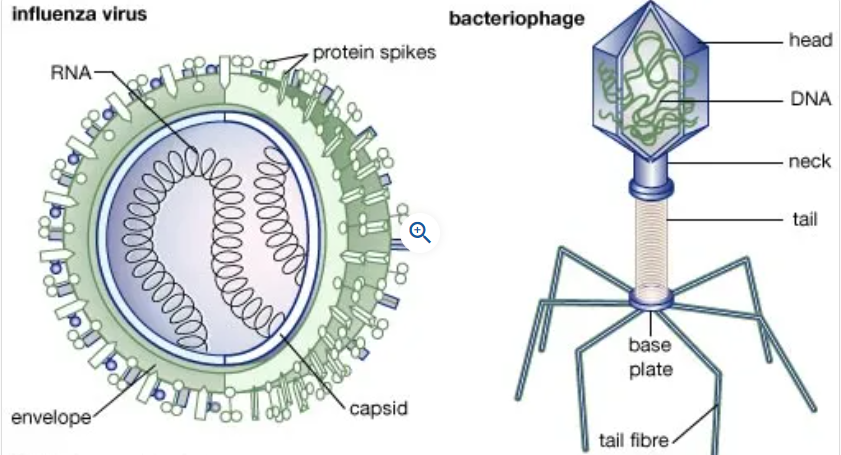 influenza virus
protein spikes
RNA
envelope
capsid
bacteriophage
head
DNA
neck
tail
base
plate
tail fibre